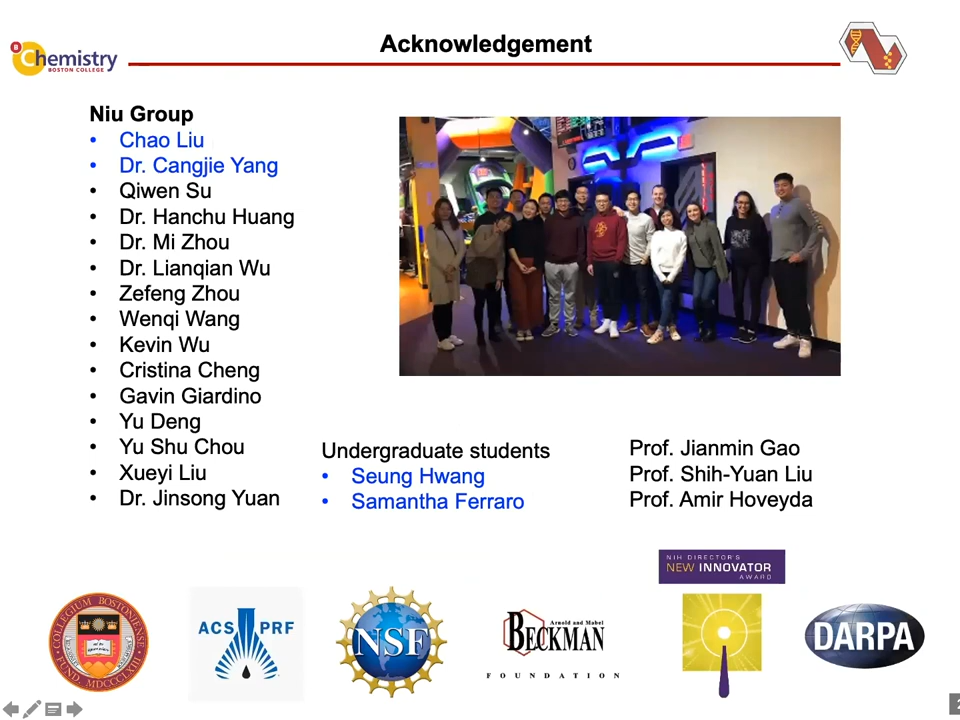 Acknowledgement
B
Chemistry
BOSTON COLLEGE
Niu Group
• Chao Liu
• Dr. Cangjie Yang
• Qiwen Su
• Dr. Hanchu Huang
• Dr. Mi Zhou
• Dr. Lianqian Wu
• Zefeng Zhou
• Wenqi Wang
• Kevin Wu
• Cristina Cheng
• Gavin Giardino
• Yu Deng
• Yu Shu Chou
• Xueyi Liu
• Dr. Jinsong Yuan
Undergraduate students
• Seung Hwang
• Samantha Ferraro
Prof. Jianmin Gao
Prof. Shih-Yuan Liu
Prof. Amir Hoveyda
NIH DIRECTOR'S
NEW INNOVATOR
AWARD
COLLEGIUM BOSTONIENSE
FUND. MDCCCLXIII
ACS PRF
NSF
Arnold and Mabel
BECKMAN
FOUNDATION
DARPA
2